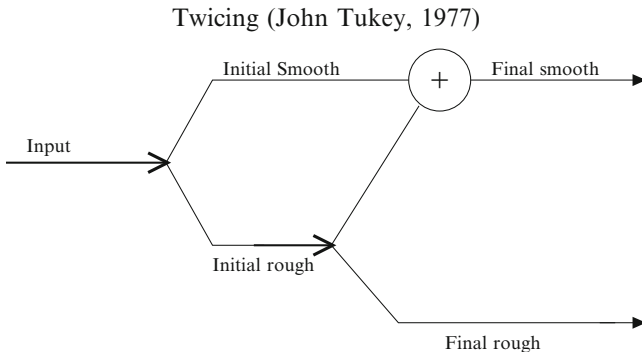 Twicing (John Tukey, 1977)
Initial Smooth
+
Final smooth
Input
Initial rough
Final rough